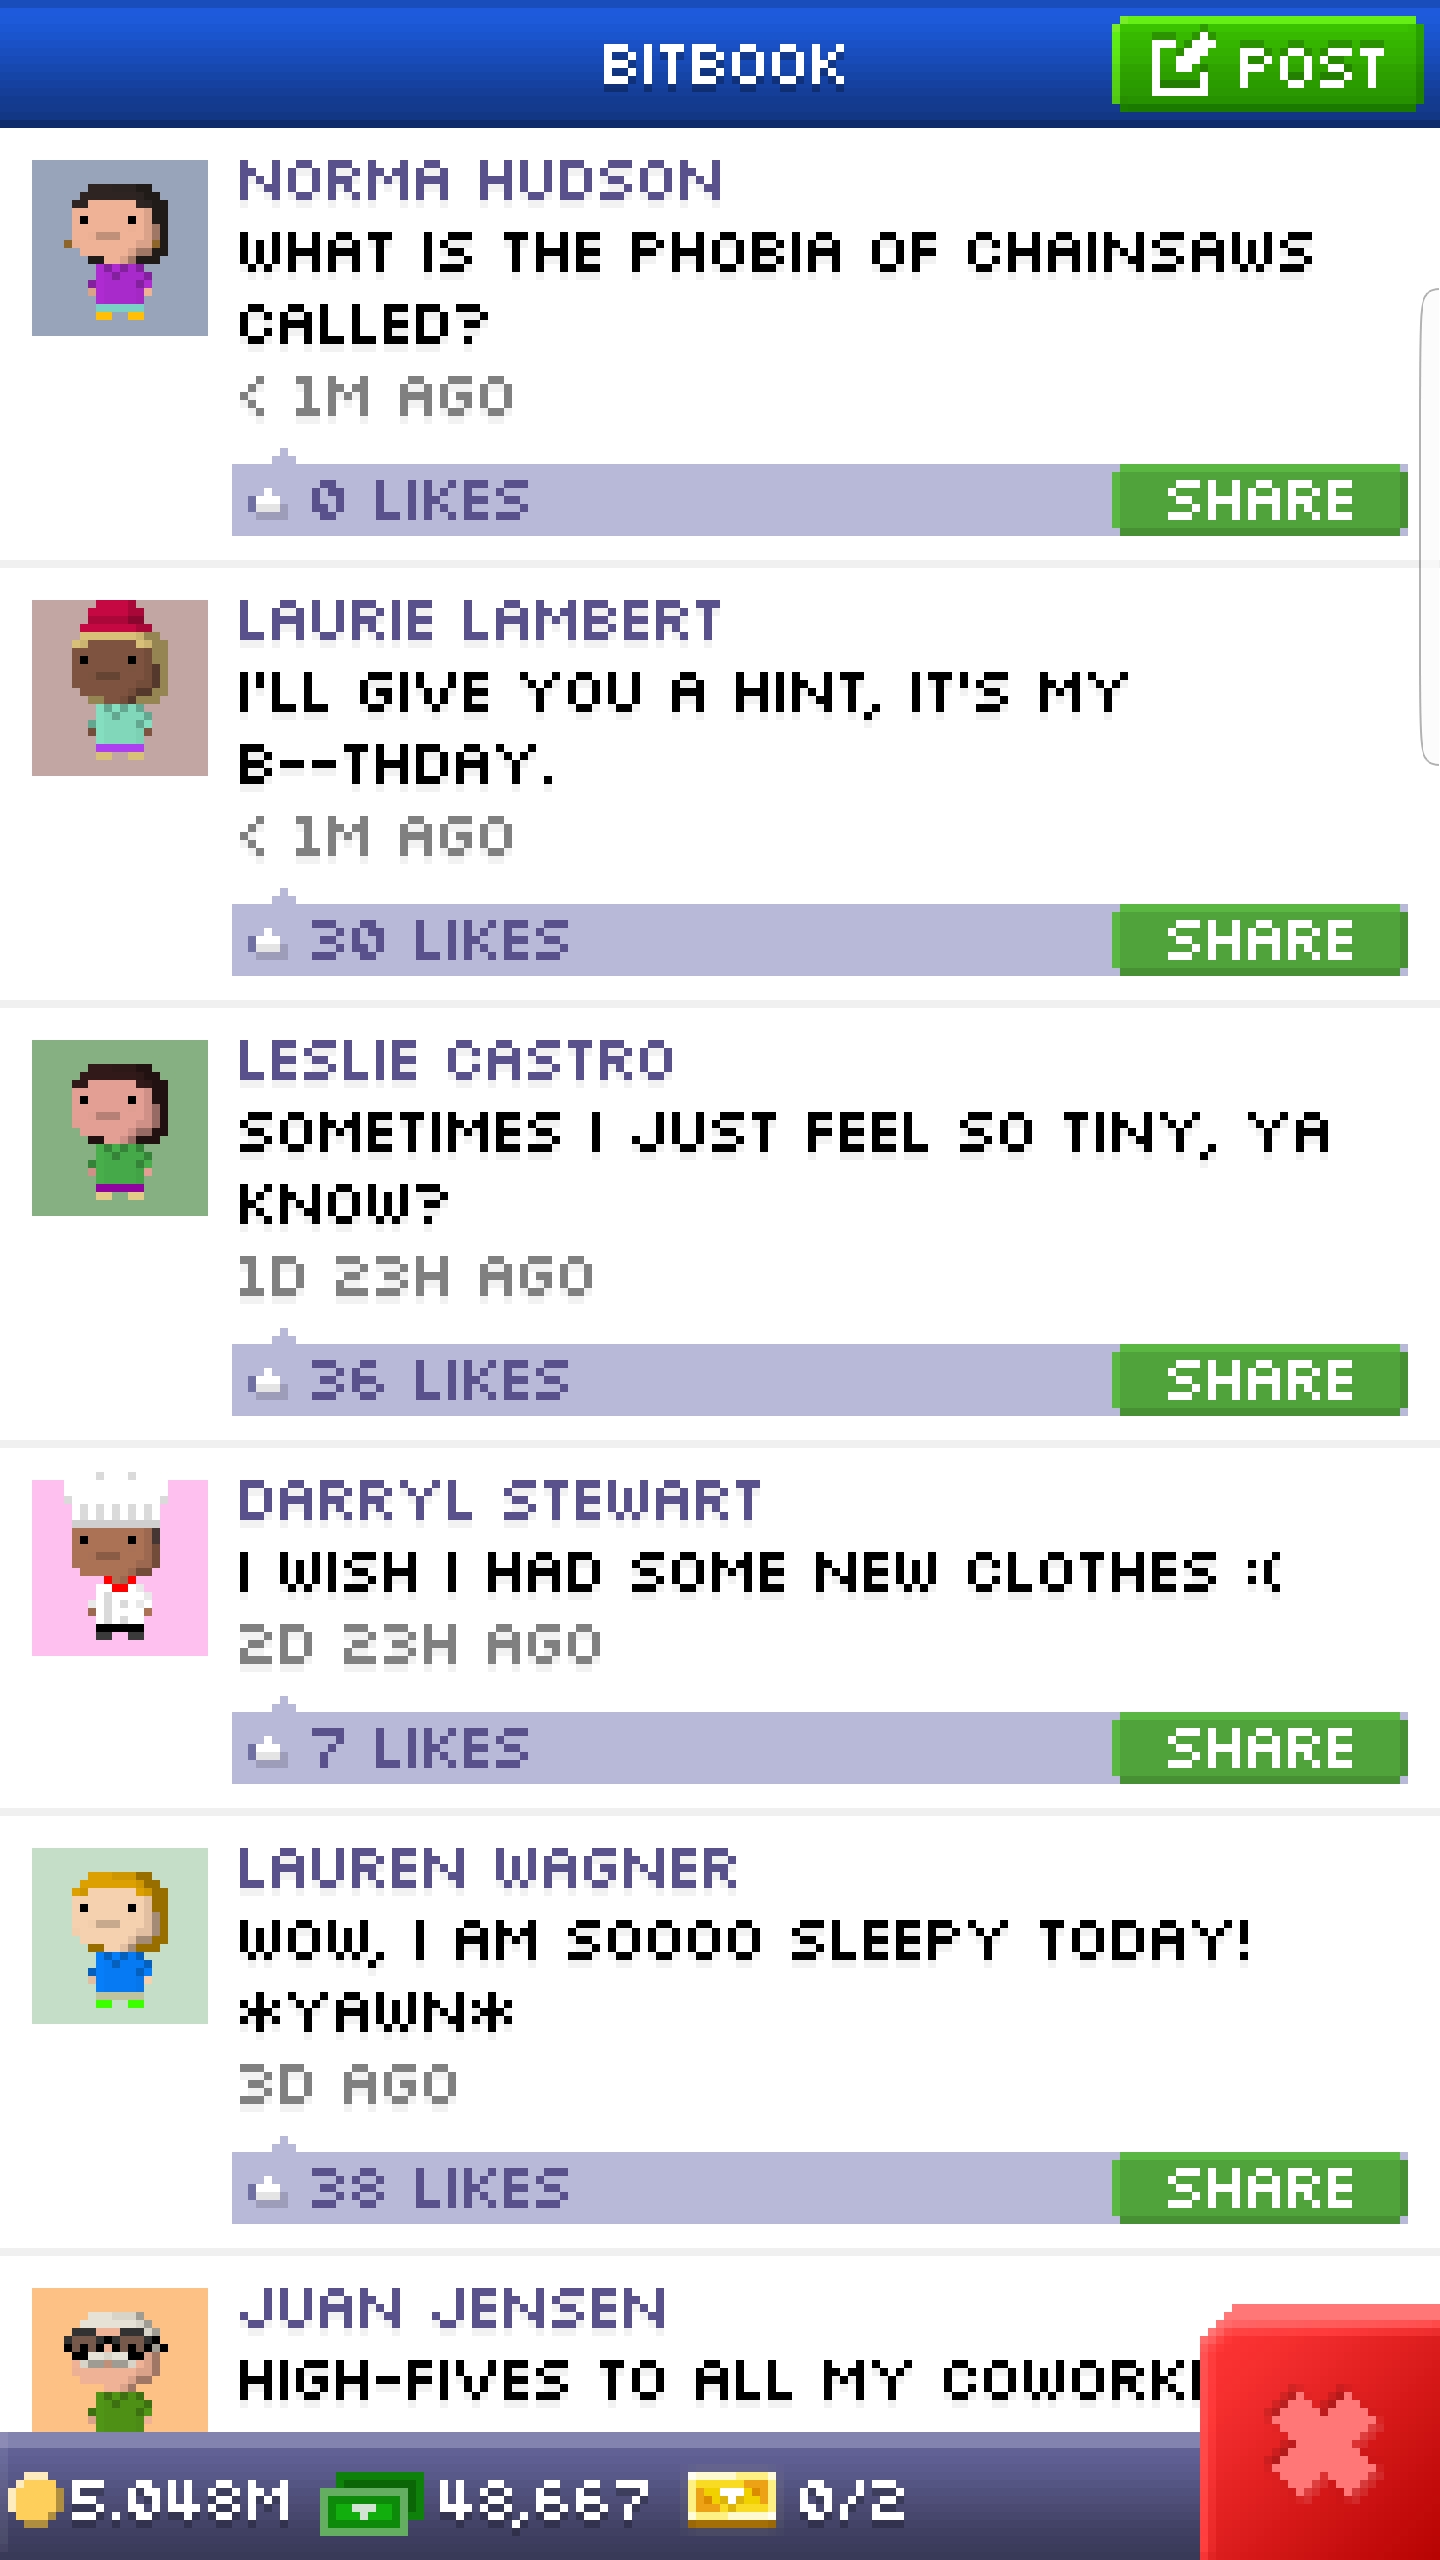 BITBOOK
POST
NORMA HUDSON
WHAT IS THE PHOBIA OF CHAINSAWS
CALLED?
< 1M AGO
0 LIKES
SHARE
LAURIE LAMBERT
I'LL GIVE YOU A HINT, IT'S MY
B--THDAY.
< 1M AGO
30 LIKES
SHARE
LESLIE CASTRO
SOMETIMES I JUST FEEL SO TINY, YA
KNOW?
1D 23H AGO
36 LIKES
SHARE
DARRYL STEWART
I WISH I HAD SOME NEW CLOTHES :(
2D 23H AGO
7 LIKES
SHARE
LAUREN WAGNER
WOW, I AM SOOOO SLEEPY TODAY!
*YAWN*
3D AGO
38 LIKES
SHARE
JUAN JENSEN
HIGH-FIVES TO ALL MY
5.048M 48,667 0/2